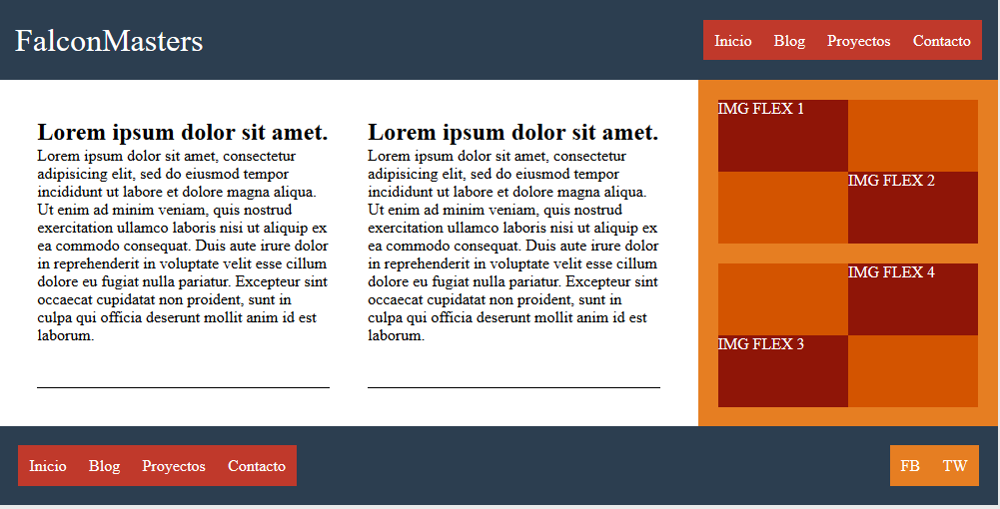 FalconMasters
Inicio Blog Proyectos Contacto
Lorem ipsum dolor sit amet.
Lorem ipsum dolor sit amet, consectetur
adipisicing elit, sed do eiusmod tempor
incididunt ut labore et dolore magna aliqua.
Ut enim ad minim veniam, quis nostrud
exercitation ullamco laboris nisi ut aliquip ex
ea commodo consequat. Duis aute irure dolor
in reprehenderit in voluptate velit esse cillum
dolore eu fugiat nulla pariatur. Excepteur sint
occaecat cupidatat non proident, sunt in
culpa qui officia deserunt mollit anim id est
laborum.
Lorem ipsum dolor sit amet.
Lorem ipsum dolor sit amet, consectetur
adipisicing elit, sed do eiusmod tempor
incididunt ut labore et dolore magna aliqua.
Ut enim ad minim veniam, quis nostrud
exercitation ullamco laboris nisi ut aliquip ex
ea commodo consequat. Duis aute irure dolor
in reprehenderit in voluptate velit esse cillum
dolore eu fugiat nulla pariatur. Excepteur sint
occaecat cupidatat non proident, sunt in
culpa qui officia deserunt mollit anim id est
laborum.
IMG FLEX 1
IMG FLEX 2
IMG FLEX 4
IMG FLEX 3
Inicio Blog Proyectos Contacto
FB TW